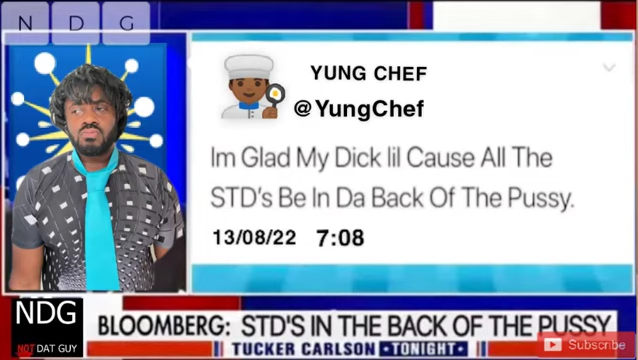 N D G
YUNG CHEF
@YungChef
Im Glad My Dick lil Cause All The
STD's Be In Da Back Of The Pussy.
13/08/22 7:08
NDG
NOT DAT GUY
BLOOMBERG: STD'S IN THE BACK OF THE PUSSY
Subscribe
TUCKER CARLSON TONIGHT